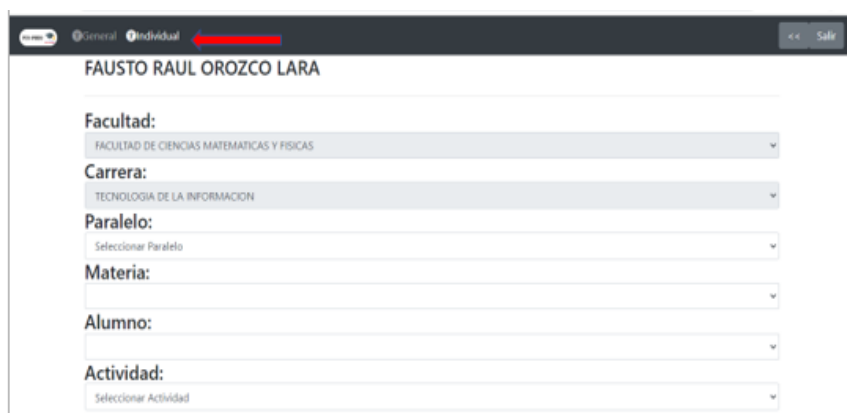 General Individual << Salir
FAUSTO RAUL OROZCO LARA
Facultad:
FACULTAD DE CIENCIAS MATEMATICAS Y FISICAS
Carrera:
TECNOLOGIA DE LA INFORMACION
Paralelo:
Seleccionar Paralelo
Materia:
Alumno:
Actividad:
Seleccionar Actividad